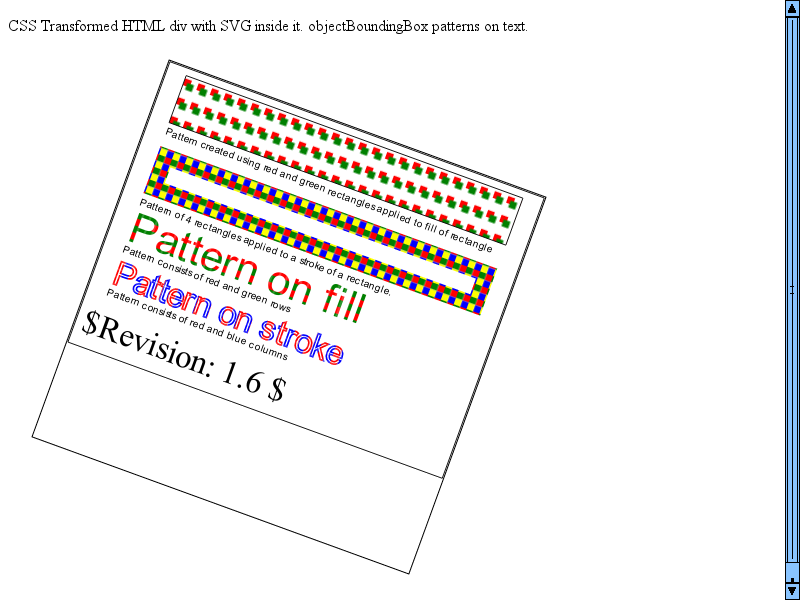 CSS Transformed HTML div with SVG inside it. objectBoundingBox patterns on text.
Pattern created using red and green rectangles applied to fill of rectangle
Pattern of 4 rectangles applied to a stroke of a rectangle.
Pattern on fill
Pattern consists of red and green rows
Pattern on stroke
Pattern consists of red and blue columns
$Revision: 1.6 $